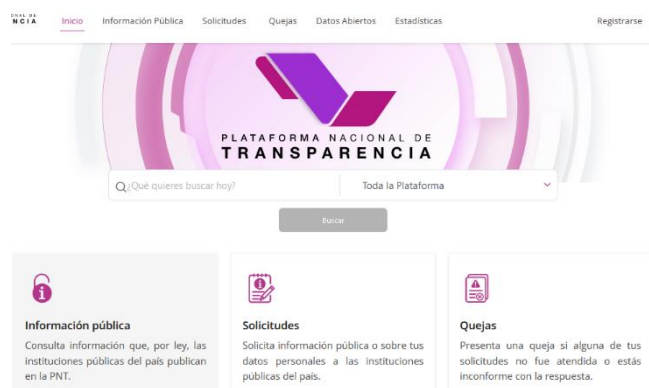 ONAL DE
NCIA
Inicio Información Pública Solicitudes Quejas Datos Abiertos Estadísticas Registrarse
PLATAFORMA NACIONAL DE
TRANSPARENCIA
¿Qué quieres buscar hoy? Toda la Plataforma
Buscar
Información pública
Consulta información que, por ley, las
instituciones públicas del país publican
en la PNT.
Solicitudes
Solicita información pública o sobre tus
datos personales a las instituciones
públicas del país.
Quejas
Presenta una queja si alguna de tus
solicitudes no fue atendida o estás
inconforme con la respuesta.